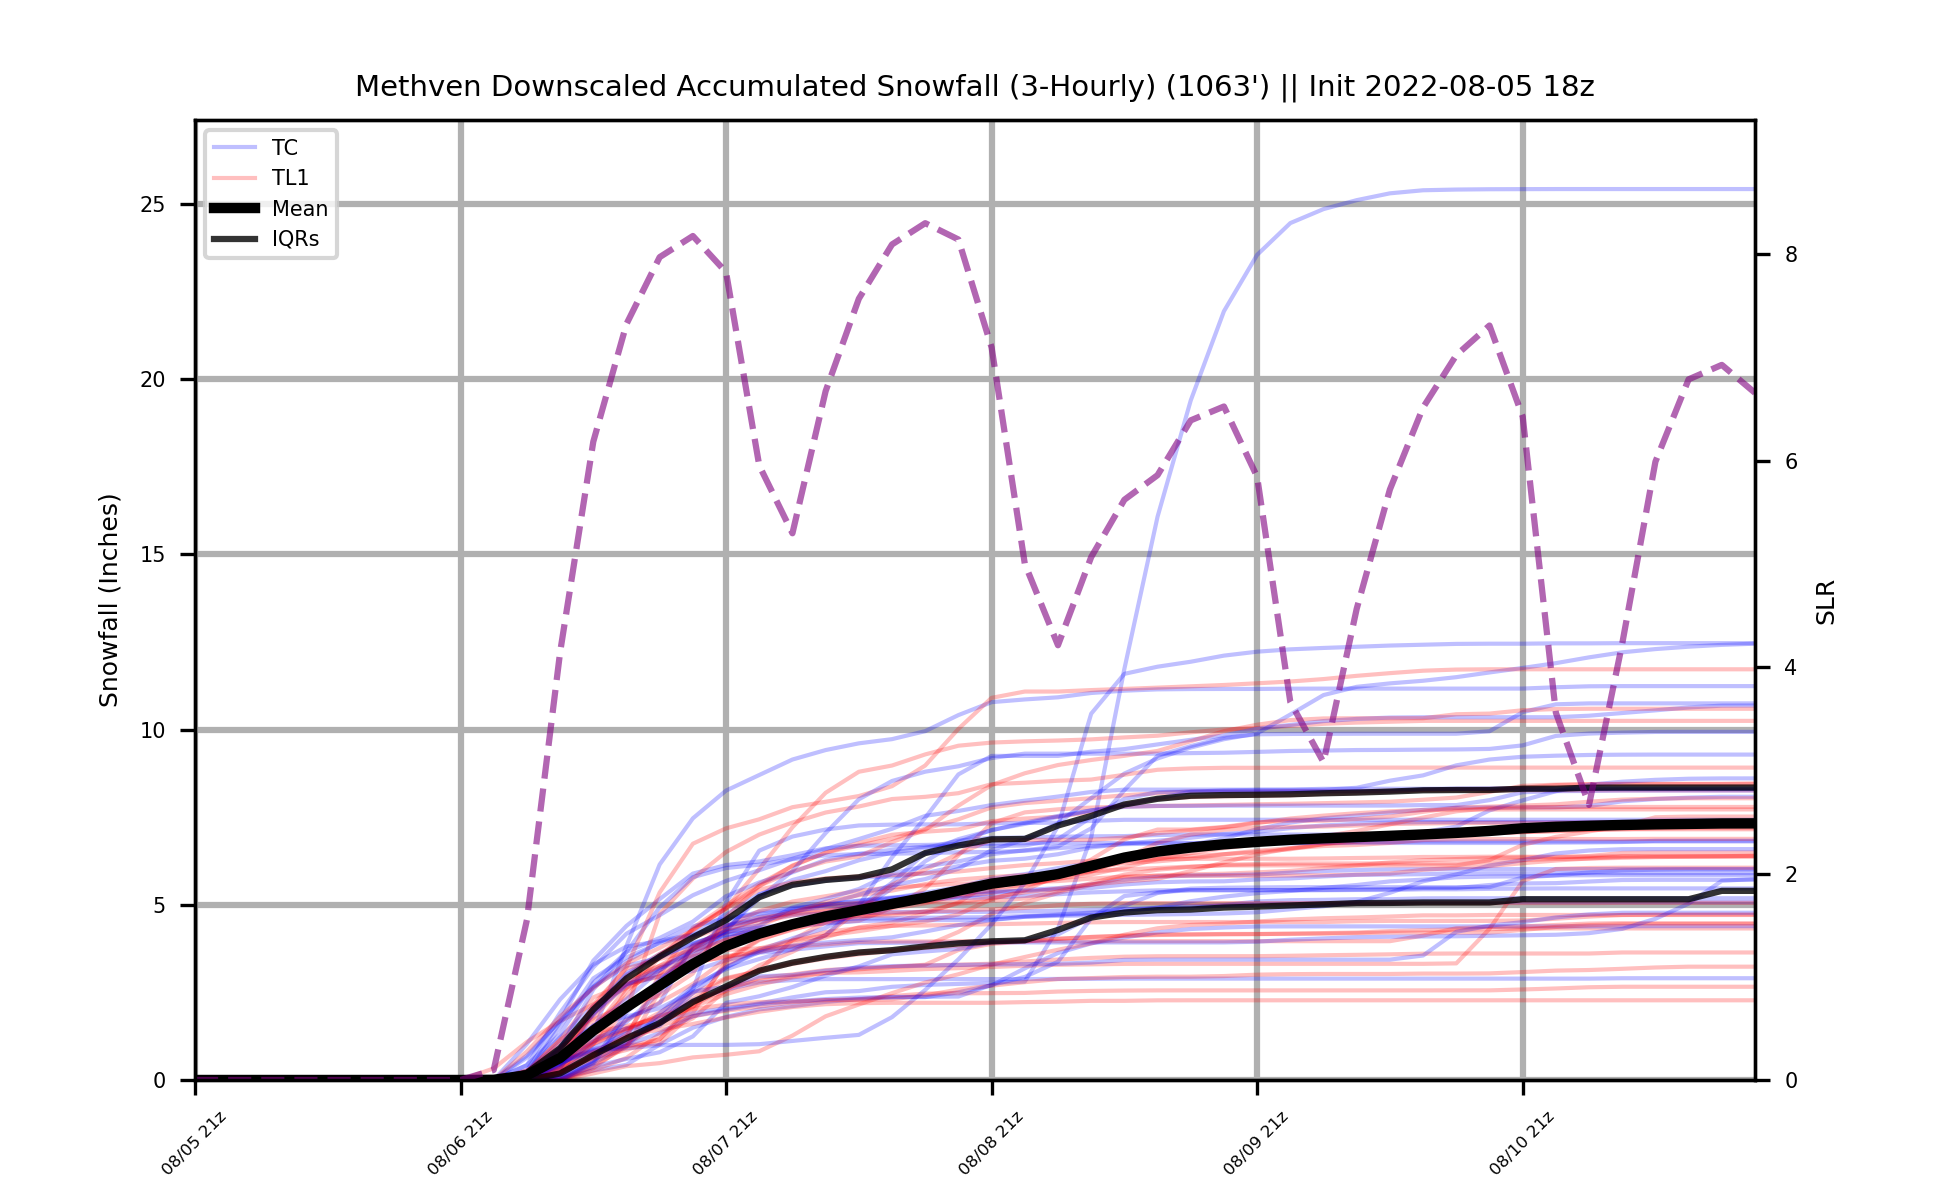 Methven Downscaled Accumulated Snowfall (3-Hourly) (1063') || Init 2022-08-05 18z
TC
TL1
Mean
IQRs
25
20
15
10
5
0
Snowfall (Inches)
8
6
4
2
0
SLR
08/05 21z
08/06 21z
08/07 21z
08/08 21z
08/09 21z
08/10 21z